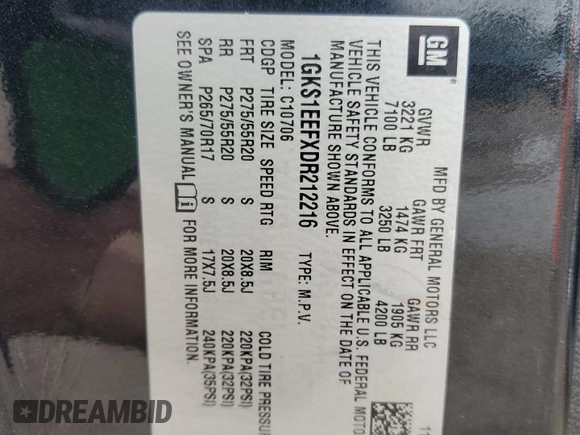 GM ®
MFD BY GENERAL MOTORS LLC 11
GVWR GAWR FRT GAWR RR
3221 KG 1474 KG 1905 KG
7100 LB 3250 LB 4200 LB
THIS VEHICLE CONFORMS TO ALL APPLICABLE U.S. FEDERAL MOTO
VEHICLE SAFETY STANDARDS IN EFFECT ON THE DATE OF
MANUFACTURE SHOWN ABOVE.
1GKS1EEFXDR212216 TYPE: M.P.V.
MODEL: C10706
CDGP TIRE SIZE SPEED RTG RIM COLD TIRE PRESSU
FRT P275/55R20 S 20X8.5J 220KPA(32PSI)
RR P275/55R20 S 20X8.5J 220KPA(32PSI)
SPA P265/70R17 S 17X7.5J 240KPA(35PSI)
SEE OWNER'S MANUAL i FOR MORE INFORMATION.
DREAMBID